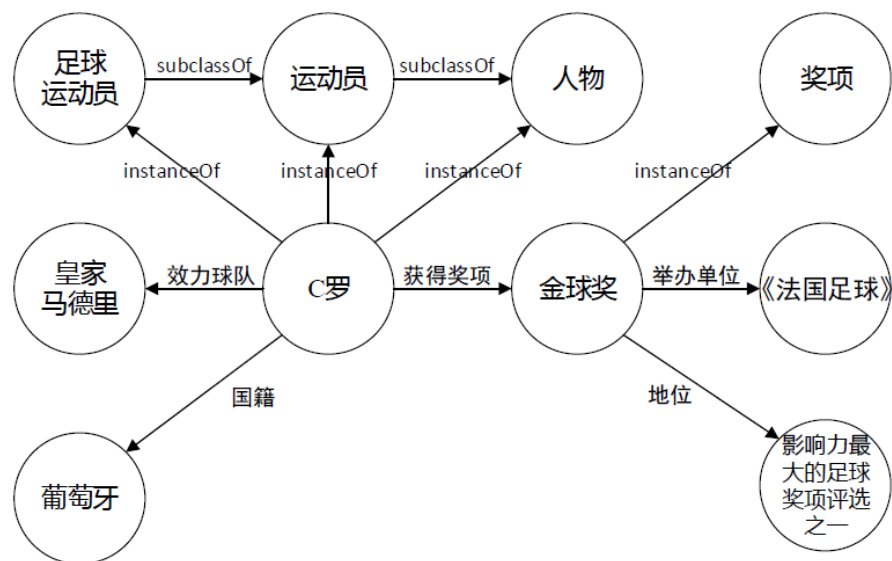 足球
运动员
subclassOf
运动员
subclassOf
人物
奖项
instanceOf
instanceOf
instanceOf
instanceOf
皇家
马德里
效力球队
C罗
获得奖项
金球奖
举办单位
《法国足球》
国籍
地位
葡萄牙
影响力最
大的足球
奖项评选
之一